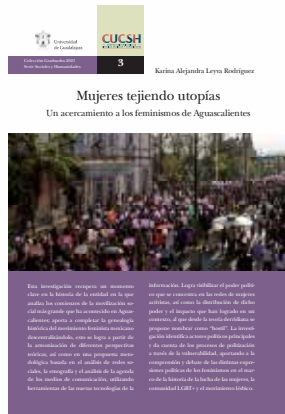 Universidad
de Guadalajara
CUCSH
Colección Graduados 2022
Serie Sociales y Humanidades
3
Karina Alejandra Leyva Rodríguez
Mujeres tejiendo utopías
Un acercamiento a los feminismos de Aguascalientes
Esta investigación recupera un momento
clave en la historia de la entidad en la que
analiza los comienzos de la movilización so-
cial más grande que ha acontecido en Aguas-
calientes; aporta a completar la genealogía
histórica del movimiento feminista mexicano
descentralizándolo, esto se logra a partir de
la armonización de diferentes perspectivas
teóricas, así como en una propuesta meto-
dológica basada en el análisis de redes so-
ciales, la etnografía y el análisis de la agenda
de los medios de comunicación, utilizando
herramientas de las nuevas tecnologías de la
información. Logra visibilizar el poder políti-
co que se concentra en las redes de mujeres
activistas, así como la distribución de dicho
poder y el impacto que han logrado en un
contexto, al que desde la teoría decidiana se
propone nombrar como "hostil". La investi-
gación identifica actores políticos principales
y da cuenta de los procesos de politización
a través de la vulnerabilidad, aportando a la
comprensión y debate de las distintas expre-
siones políticas de los feminismos en el mar-
co de la historia de la lucha de las mujeres, la
comunidad LGBT+ y el movimiento lésbico.